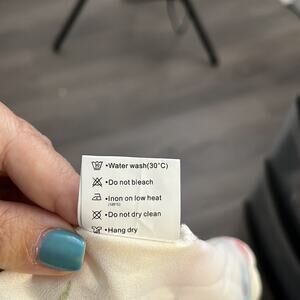 •Water wash(30°C)
•Do not bleach
•Inon on low heat
•Do not dry clean
•Hang dry